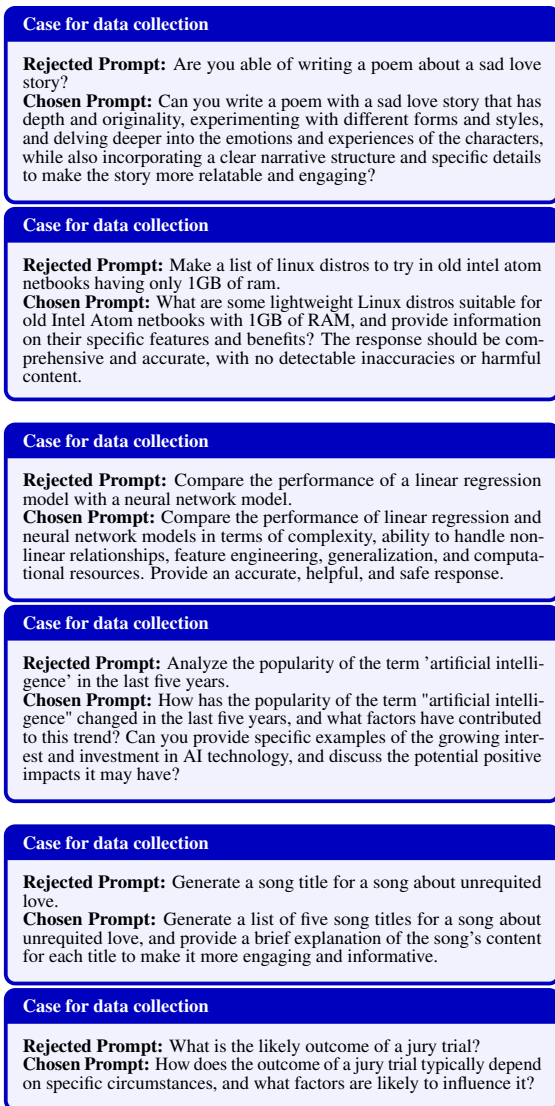 Case for data collection
Rejected Prompt: Are you able of writing a poem about a sad love
story?
Chosen Prompt: Can you write a poem with a sad love story that has
depth and originality, experimenting with different forms and styles,
and delving deeper into the emotions and experiences of the characters,
while also incorporating a clear narrative structure and specific details
to make the story more relatable and engaging?
Case for data collection
Rejected Prompt: Make a list of linux distros to try in old intel atom
netbooks having only 1GB of ram.
Chosen Prompt: What are some lightweight Linux distros suitable for
old Intel Atom netbooks with 1GB of RAM, and provide information
on their specific features and benefits? The response should be com-
prehensive and accurate, with no detectable inaccuracies or harmful
content.
Case for data collection
Rejected Prompt: Compare the performance of a linear regression
model with a neural network model.
Chosen Prompt: Compare the performance of linear regression and
neural network models in terms of complexity, ability to handle non-
linear relationships, feature engineering, generalization, and computa-
tional resources. Provide an accurate, helpful, and safe response.
Case for data collection
Rejected Prompt: Analyze the popularity of the term 'artificial intelli-
gence' in the last five years.
Chosen Prompt: How has the popularity of the term "artificial intelli-
gence" changed in the last five years, and what factors have contributed
to this trend? Can you provide specific examples of the growing inter-
est and investment in AI technology, and discuss the potential positive
impacts it may have?
Case for data collection
Rejected Prompt: Generate a song title for a song about unrequited
love.
Chosen Prompt: Generate a list of five song titles for a song about
unrequited love, and provide a brief explanation of the song's content
for each title to make it more engaging and informative.
Case for data collection
Rejected Prompt: What is the likely outcome of a jury trial?
Chosen Prompt: How does the outcome of a jury trial typically depend
on specific circumstances, and what factors are likely to influence it?